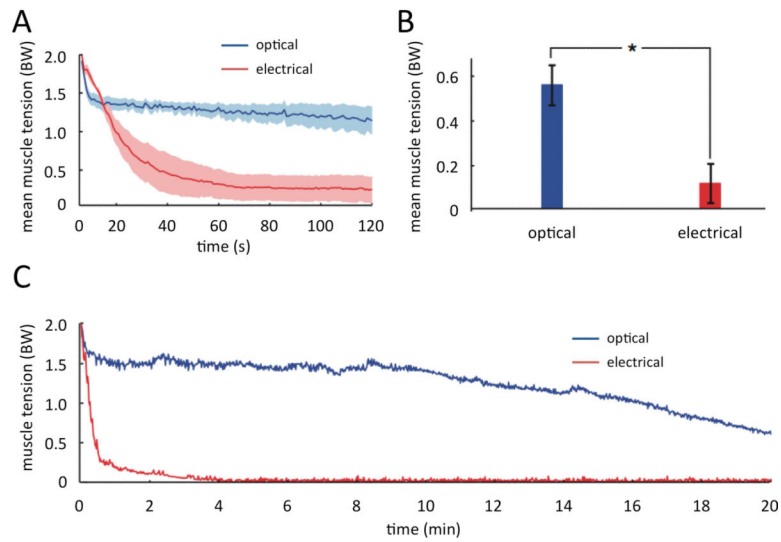 A
mean muscle tension (BW)
2.0
1.5
1.0
0.5
0
optical
electrical
0 20 40 60 80 100 120
time (s)
B
mean muscle tension (BW)
0.6
0.4
0.2
0
*
optical electrical
C
muscle tension (BW)
2.0
1.5
1.0
0.5
0
optical
electrical
0 2 4 6 8 10 12 14 16 18 20
time (min)